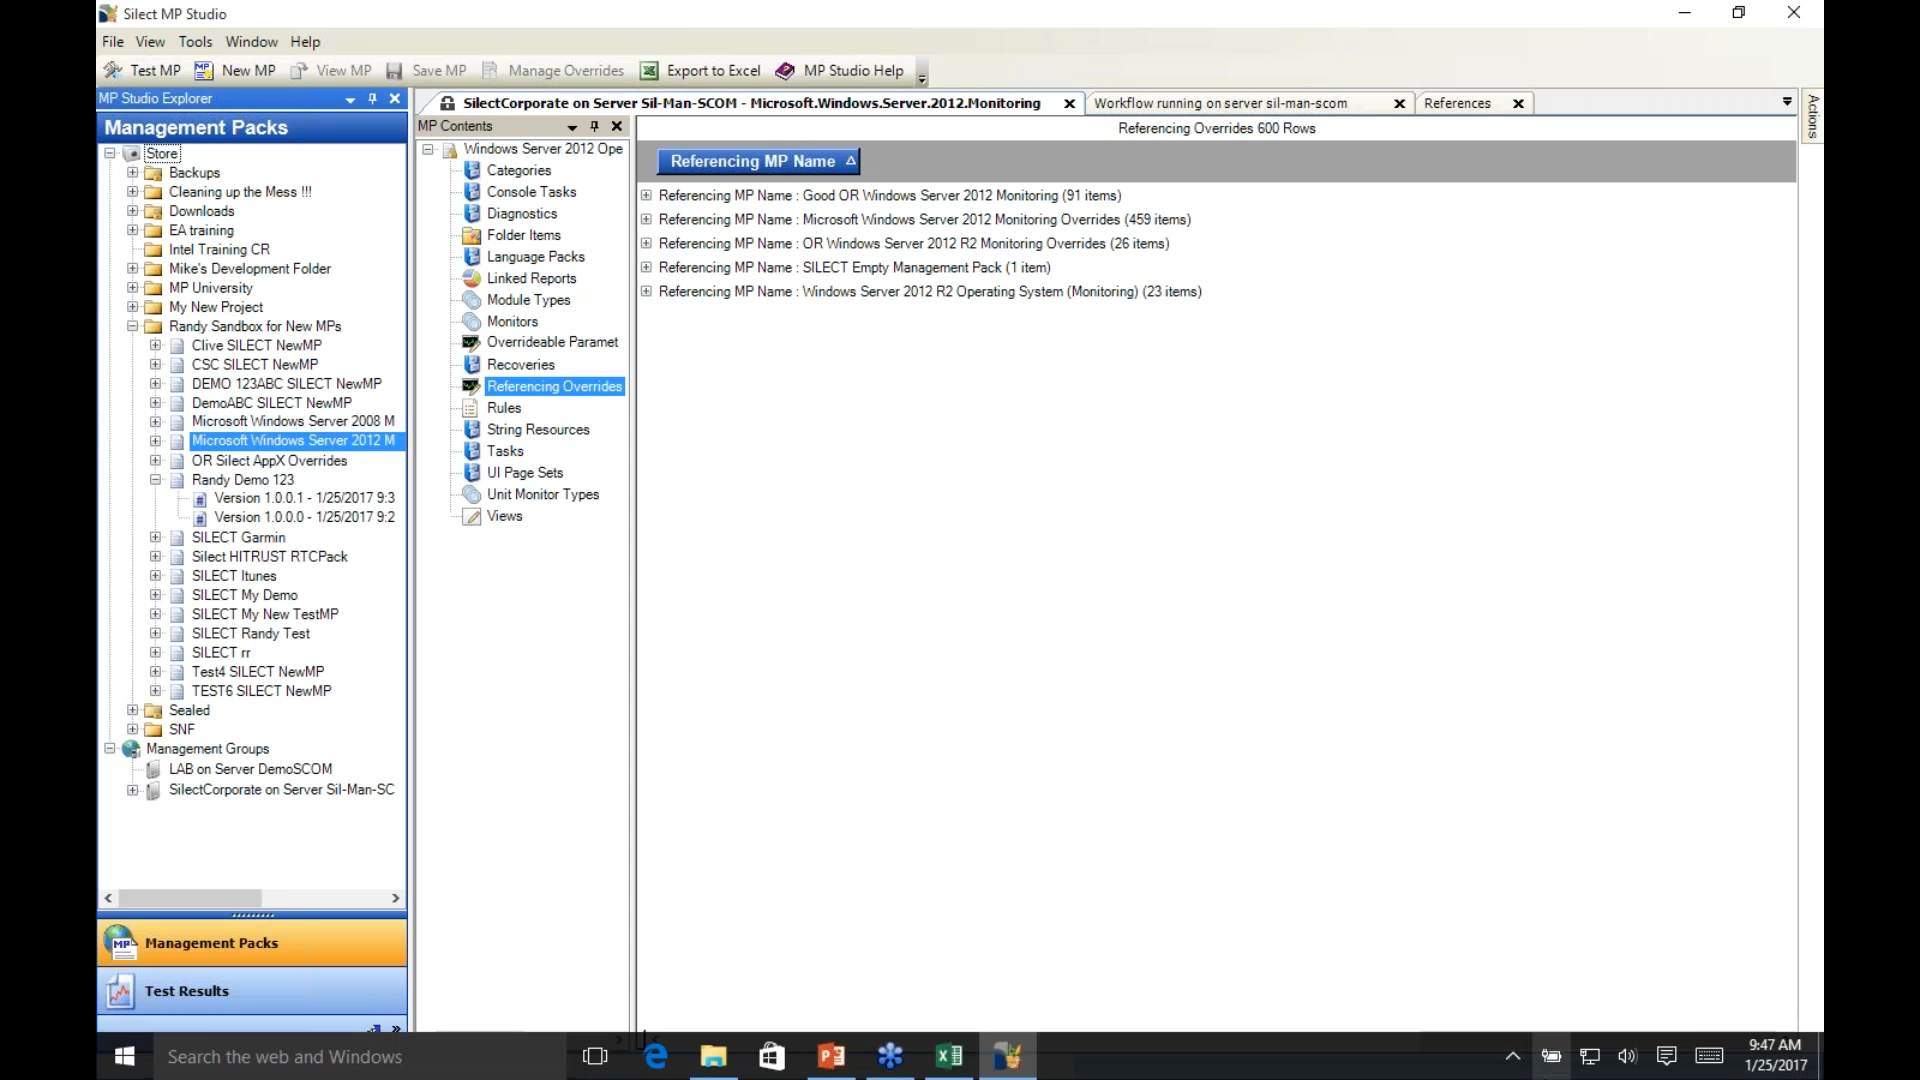 Silect MP Studio
File View Tools Window Help
Test MP New MP View MP Save MP Manage Overrides Export to Excel MP Studio Help
MP Studio Explorer
Management Packs
Store
Backups
Cleaning up the Mess !!!
Downloads
EA training
Intel Training CR
Mike's Development Folder
MP University
My New Project
Randy Sandbox for New MPs
Clive SILECT NewMP
CSC SILECT NewMP
DEMO 123ABC SILECT NewMP
DemoABC SILECT NewMP
Microsoft Windows Server 2008 M
Microsoft Windows Server 2012 M
OR Silect AppX Overrides
Randy Demo 123
Version 1.0.0.1 - 1/25/2017 9:3
Version 1.0.0.0 - 1/25/2017 9:2
SILECT Garmin
Silect HITRUST RTCPack
SILECT Itunes
SILECT My Demo
SILECT My New TestMP
SILECT Randy Test
SILECT rr
Test4 SILECT NewMP
TEST6 SILECT NewMP
Sealed
SNF
Management Groups
LAB on Server DemoSCOM
SilectCorporate on Server Sil-Man-SC
Management Packs
Test Results
SilectCorporate on Server Sil-Man-SCOM - Microsoft.Windows.Server.2012.Monitoring
Workflow running on server sil-man-scom
References
Actions
MP Contents
Windows Server 2012 Ope
Categories
Console Tasks
Diagnostics
Folder Items
Language Packs
Linked Reports
Module Types
Monitors
Overrideable Paramet
Recoveries
Referencing Overrides
Rules
String Resources
Tasks
UI Page Sets
Unit Monitor Types
Views
Referencing Overrides 600 Rows
Referencing MP Name
Referencing MP Name : Good OR Windows Server 2012 Monitoring (91 items)
Referencing MP Name : Microsoft Windows Server 2012 Monitoring Overrides (459 items)
Referencing MP Name : OR Windows Server 2012 R2 Monitoring Overrides (26 items)
Referencing MP Name : SILECT Empty Management Pack (1 item)
Referencing MP Name : Windows Server 2012 R2 Operating System (Monitoring) (23 items)
Search the web and Windows
9:47 AM
1/25/2017